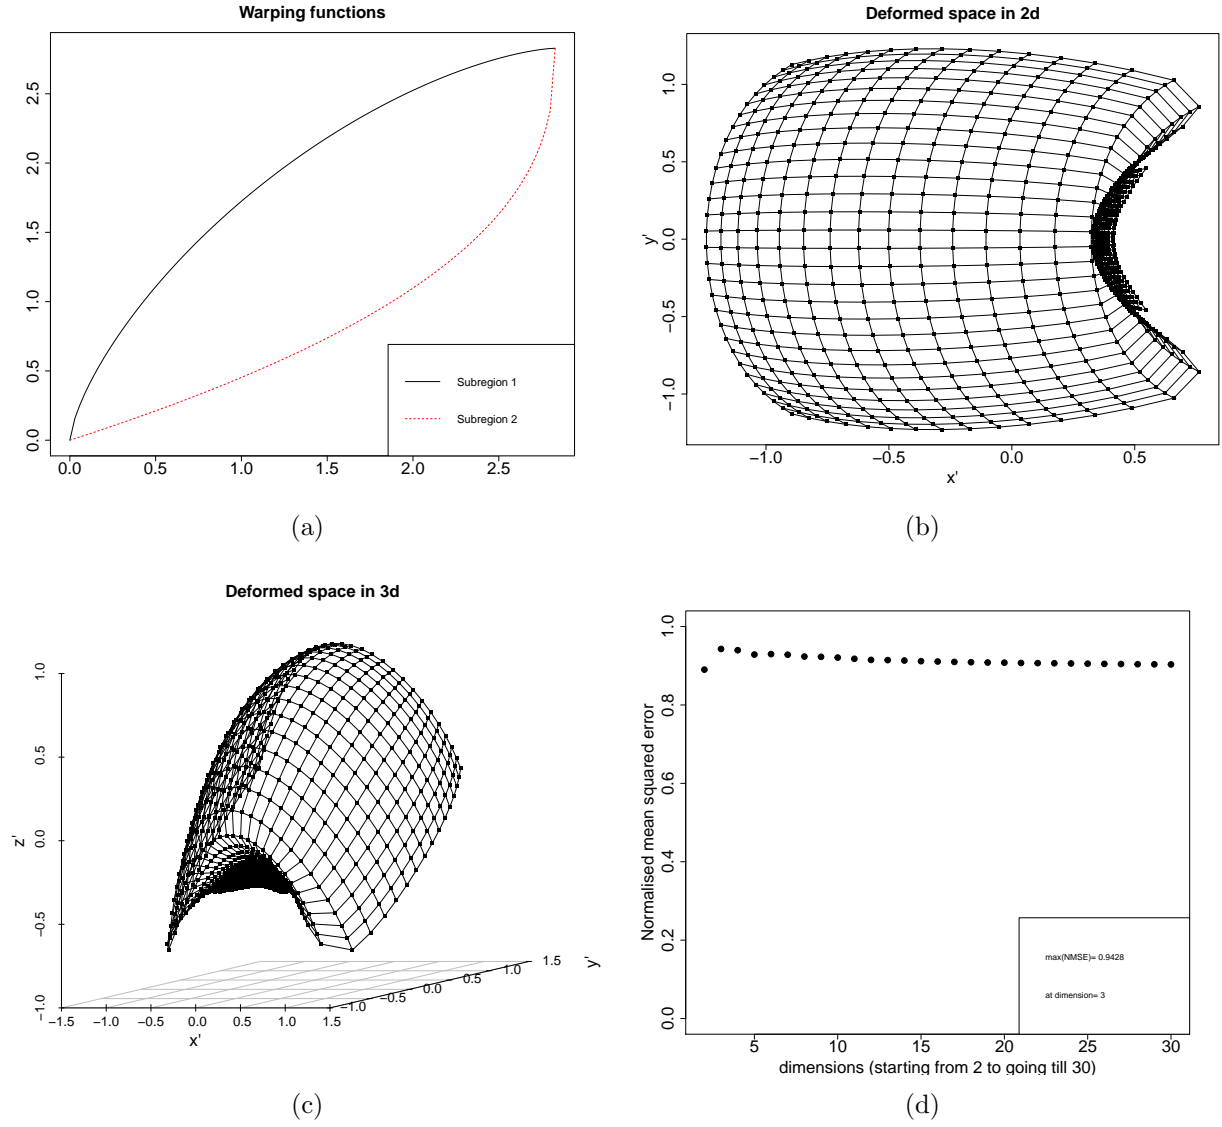 Warping functions
2.5
2.0
1.5
1.0
0.5
0.0
Subregion 1
Subregion 2
0.0 0.5 1.0 1.5 2.0 2.5
(a)
Deformed space in 2d
y'
1.0
0.5
0.0
−0.5
−1.0
−1.0 −0.5 0.0 0.5
x'
(b)
Deformed space in 3d
z'
1.0
0.5
0.0
−0.5
−1.0
−1.5 −1.0 −0.5 0.0 0.5 1.0 1.5
x'
−1.0 −0.5 0.0 0.5 1.0 1.5
y'
(c)
Normalised mean squared error
1.0
0.8
0.6
0.4
0.2
0.0
max(NMSE)= 0.9428
at dimension= 3
5 10 15 20 25 30
dimensions (starting from 2 to going till 30)
(d)